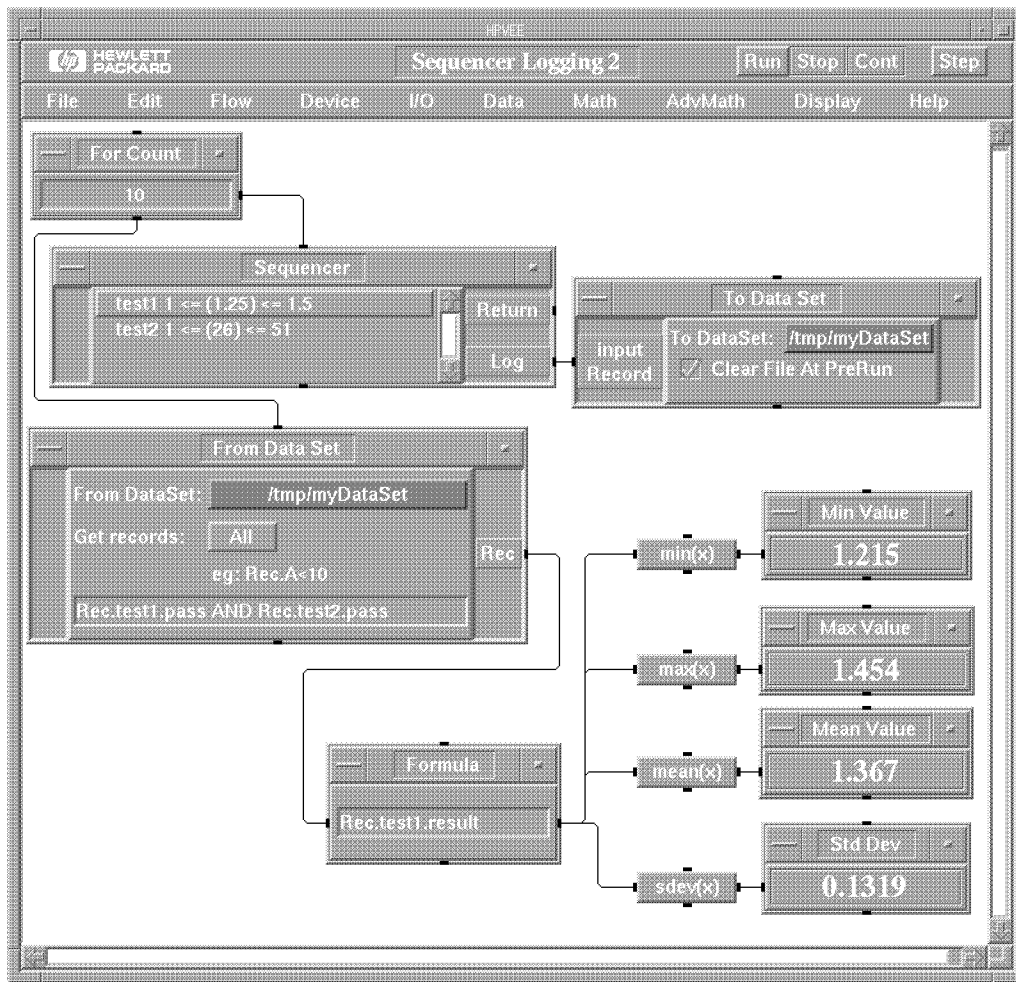 HPVEE
hp HEWLETT PACKARD
Sequencer Logging 2
Run Stop Cont Step
File Edit Flow Device I/O Data Math AdvMath Display Help
For Count
10
Sequencer
test1 1 <= (1.25) <= 1.5
test2 1 <= (26) <= 51
Return
Log
To Data Set
Input Record
To DataSet: /tmp/myDataSet
Clear File At PreRun
From Data Set
From DataSet: /tmp/myDataSet
Get records: All
eg: Rec.A<10
Rec.test1.pass AND Rec.test2.pass
Rec
min(x)
Min Value
1.215
max(x)
Max Value
1.454
Formula
Rec.test1.result
mean(x)
Mean Value
1.367
sdev(x)
Std Dev
0.1319